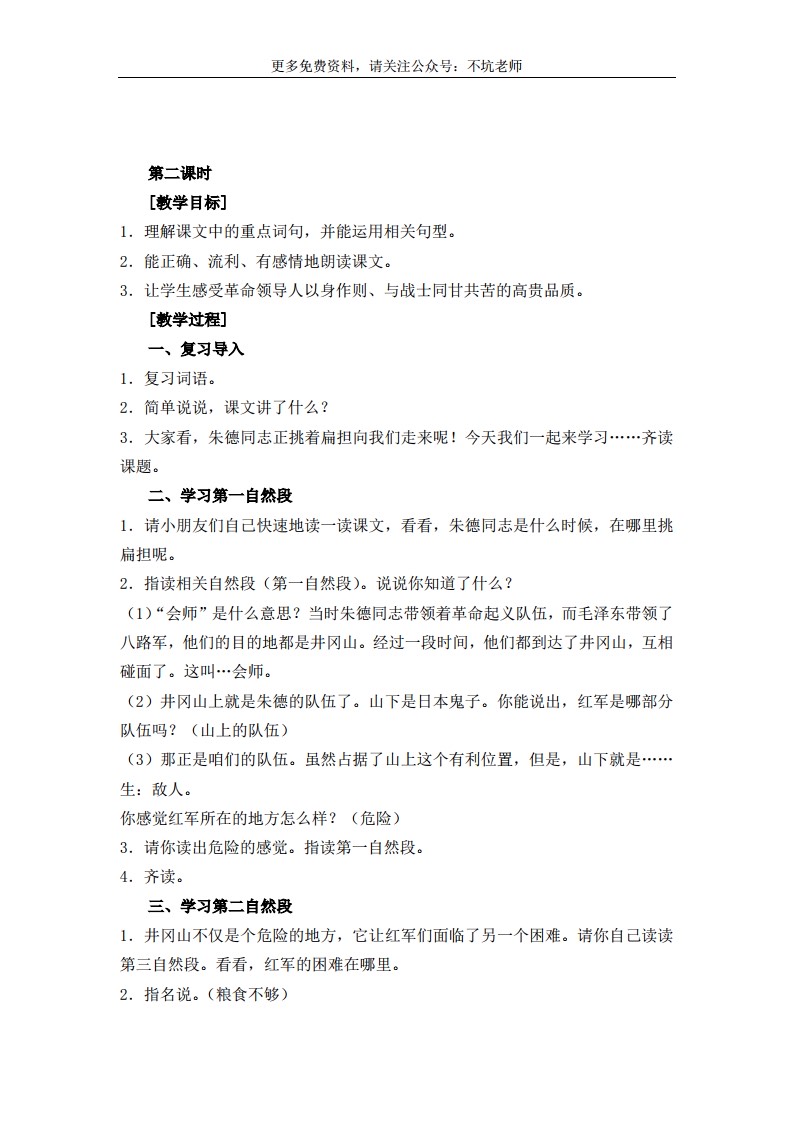 更多免费资料，请关注公众号：不坑老师
第二课时
[教学目标]
1．理解课文中的重点词句，并能运用相关句型。
2．能正确、流利、有感情地朗读课文。
3．让学生感受革命领导人以身作则、与战士同甘共苦的高贵品质。
[教学过程]
一、复习导入
1．复习词语。
2．简单说说，课文讲了什么？
3．大家看，朱德同志正挑着扁担向我们走来呢！今天我们一起来学习……齐读
课题。
二、学习第一自然段
1．请小朋友们自己快速地读一读课文，看看，朱德同志是什么时候，在哪里挑
扁担呢。
2．指读相关自然段（第一自然段）。说说你知道了什么？
（1）“会师”是什么意思？当时朱德同志带领着革命起义队伍，而毛泽东带领了
八路军，他们的目的地都是井冈山。经过一段时间，他们都到达了井冈山，互相
碰面了。这叫…会师。
（2）井冈山上就是朱德的队伍了。山下是日本鬼子。你能说出，红军是哪部分
队伍吗？（山上的队伍）
（3）那正是咱们的队伍。虽然占据了山上这个有利位置，但是，山下就是……
生：敌人。
你感觉红军所在的地方怎么样？（危险）
3．请你读出危险的感觉。指读第一自然段。
4．齐读。
三、学习第二自然段
1．井冈山不仅是个危险的地方，它让红军们面临了另一个困难。请你自己读读
第三自然段。看看，红军的困难在哪里。
2．指名说。（粮食不够）